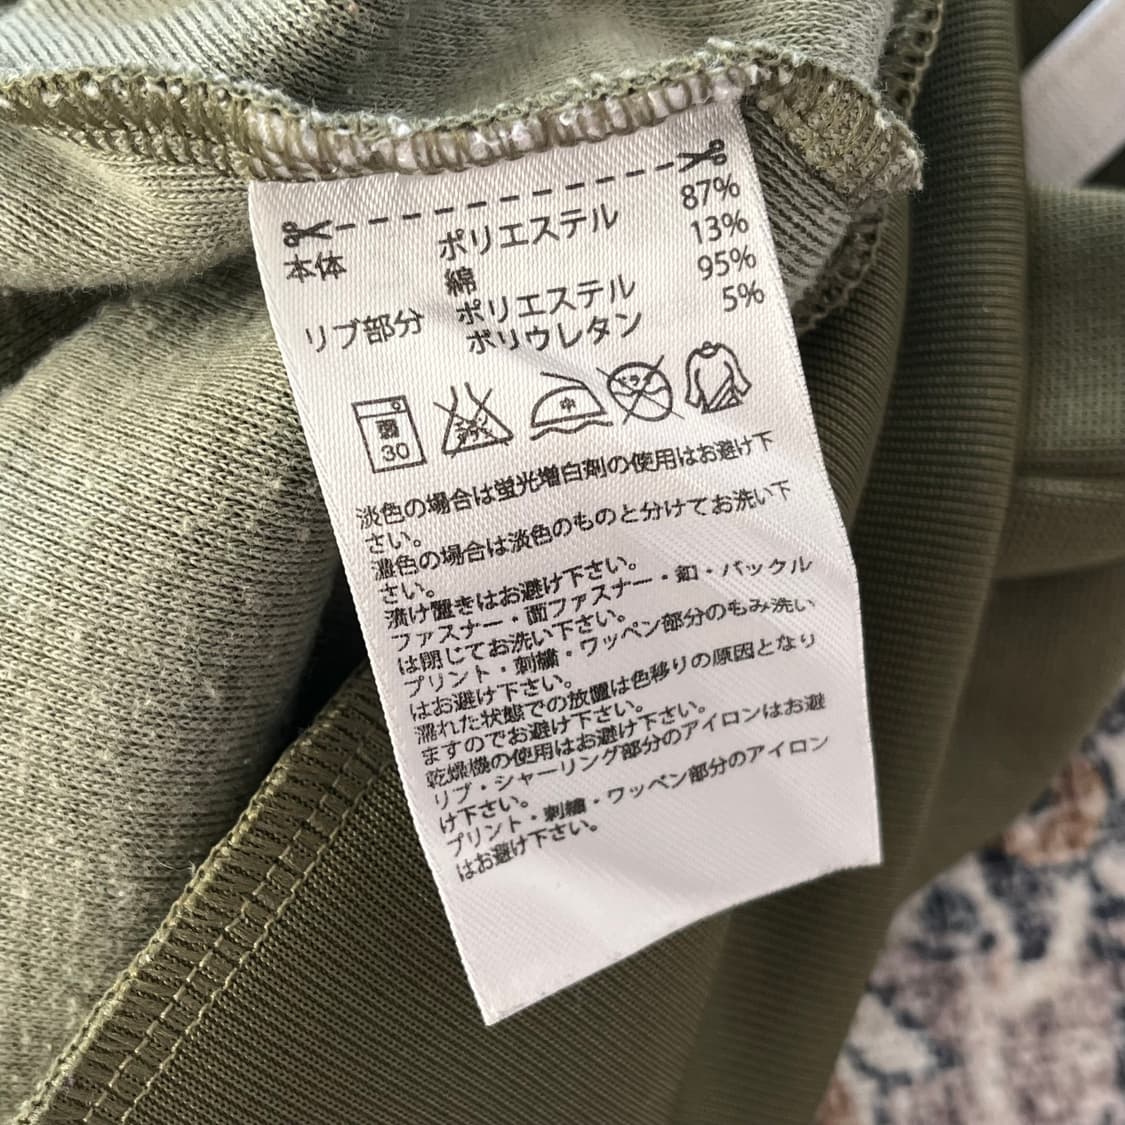 本体 ポリエステル 87%
綿 13%
リブ部分 ポリエステル 95%
ポリウレタン 5%
弱 30
エンソサラシ
中
ドライ
淡色の場合は蛍光増白剤の使用はお避け下
さい。
濃色の場合は淡色のものと分けてお洗い下
さい。
漬け置きはお避け下さい。
ファスナー・面ファスナー・釦・バックル
は閉じてお洗い下さい。
プリント・刺繍・ワッペン部分のもみ洗い
はお避け下さい。
濡れた状態での放置は色移りの原因となり
ますのでお避け下さい。
乾燥機の使用はお避け下さい。
リブ・シャーリング部分のアイロンはお避
け下さい。
プリント・刺繍・ワッペン部分のアイロン
はお避け下さい。